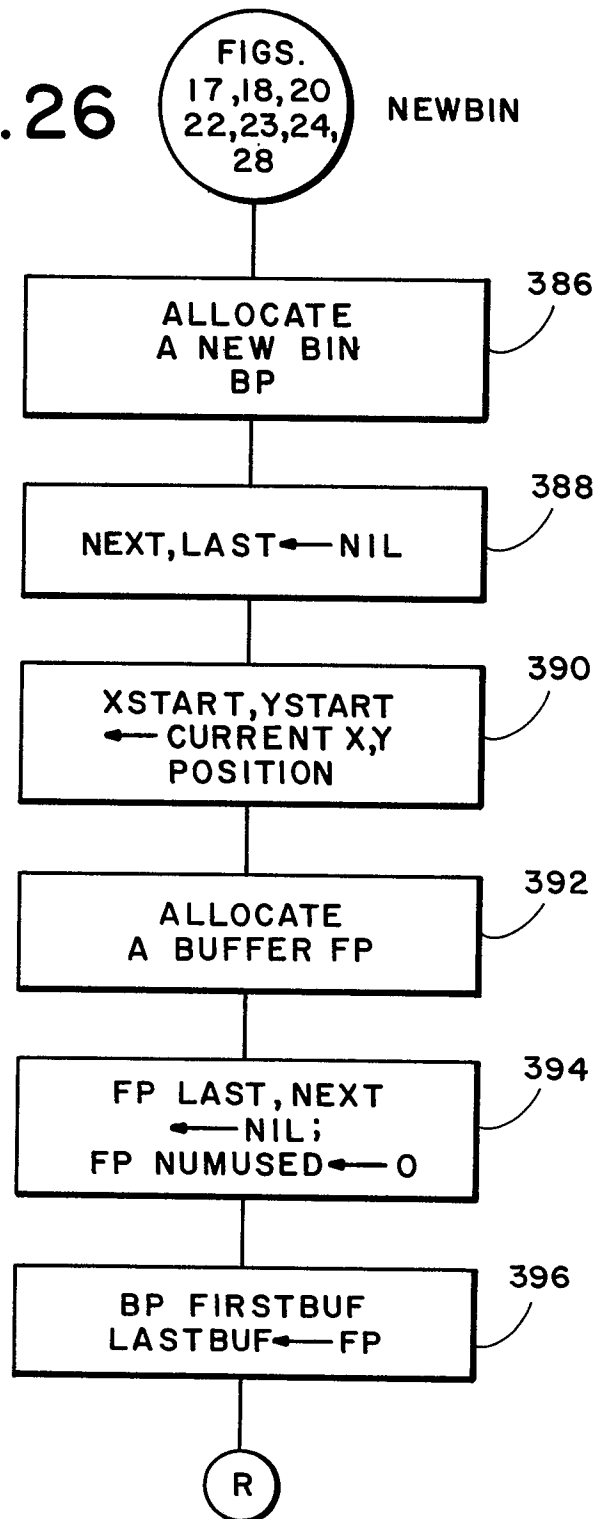 .26
FIGS.
17,18,20
22,23,24,
28
NEWBIN
386
ALLOCATE
A NEW BIN
BP
388
NEXT,LAST←NIL
390
XSTART,YSTART
←CURRENT X,Y
POSITION
392
ALLOCATE
A BUFFER FP
394
FP LAST,NEXT
←NIL;
FP NUMUSED←0
396
BP FIRSTBUF
LASTBUF←FP
R